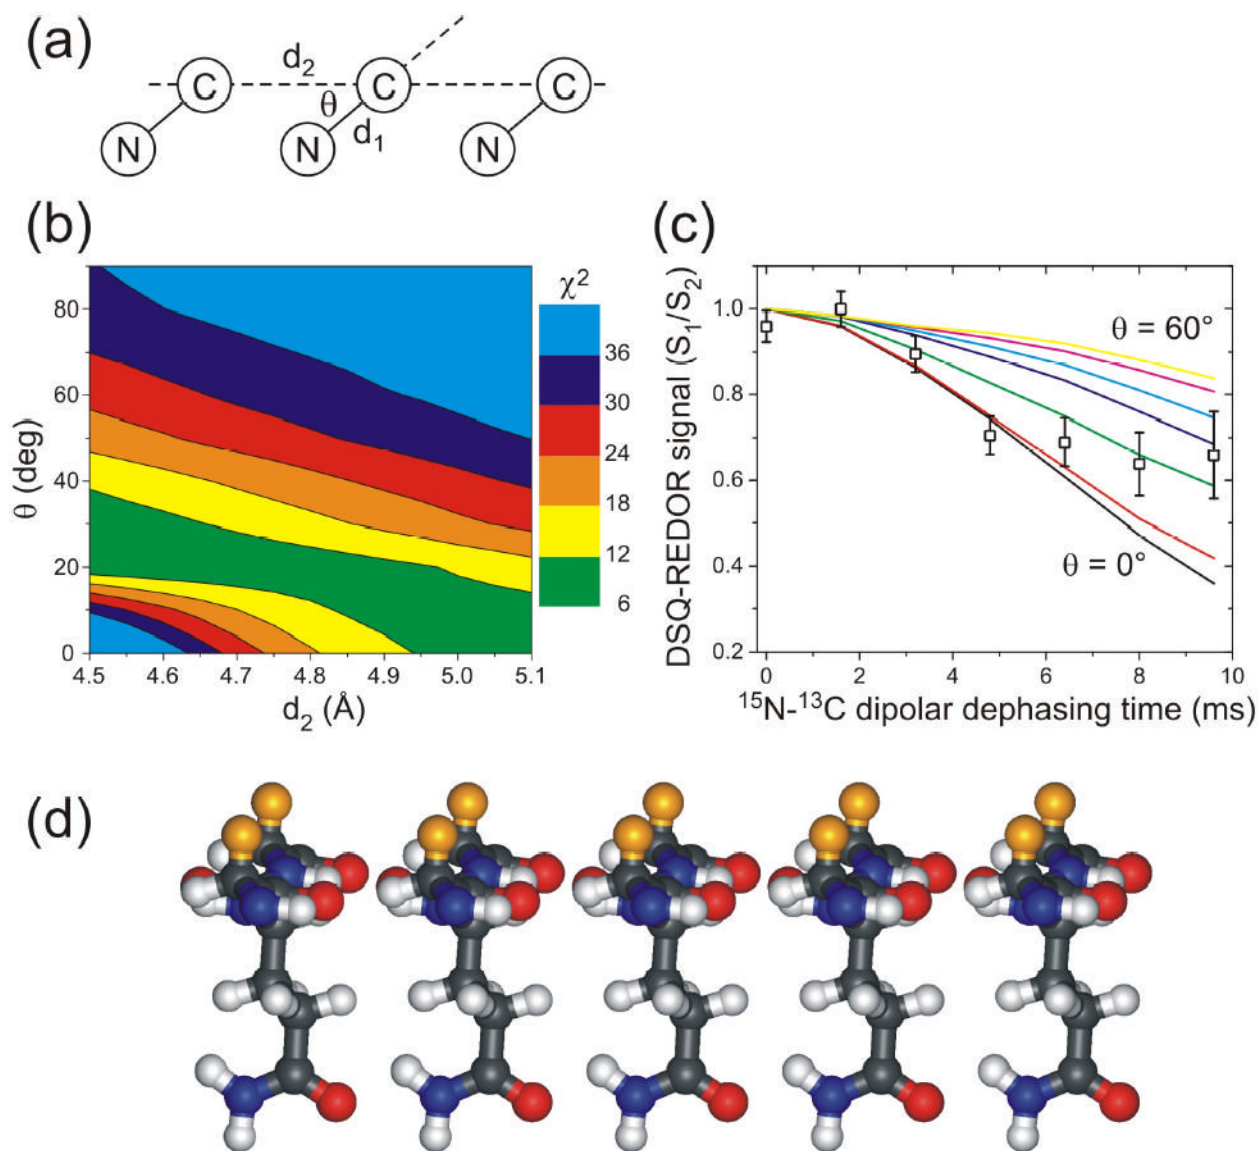 (a)
d₂
C C C
θ
d₁
N N N
(b)
θ (deg)
80
60
40
20
0
4.5 4.6 4.7 4.8 4.9 5.0 5.1
d₂ (Å)
χ²
36
30
24
18
12
6
(c)
DSQ-REDOR signal (S₁/S₂)
1.0
0.8
0.6
0.4
0.2
θ = 60°
θ = 0°
0 2 4 6 8 10
¹⁵N-¹³C dipolar dephasing time (ms)
(d)